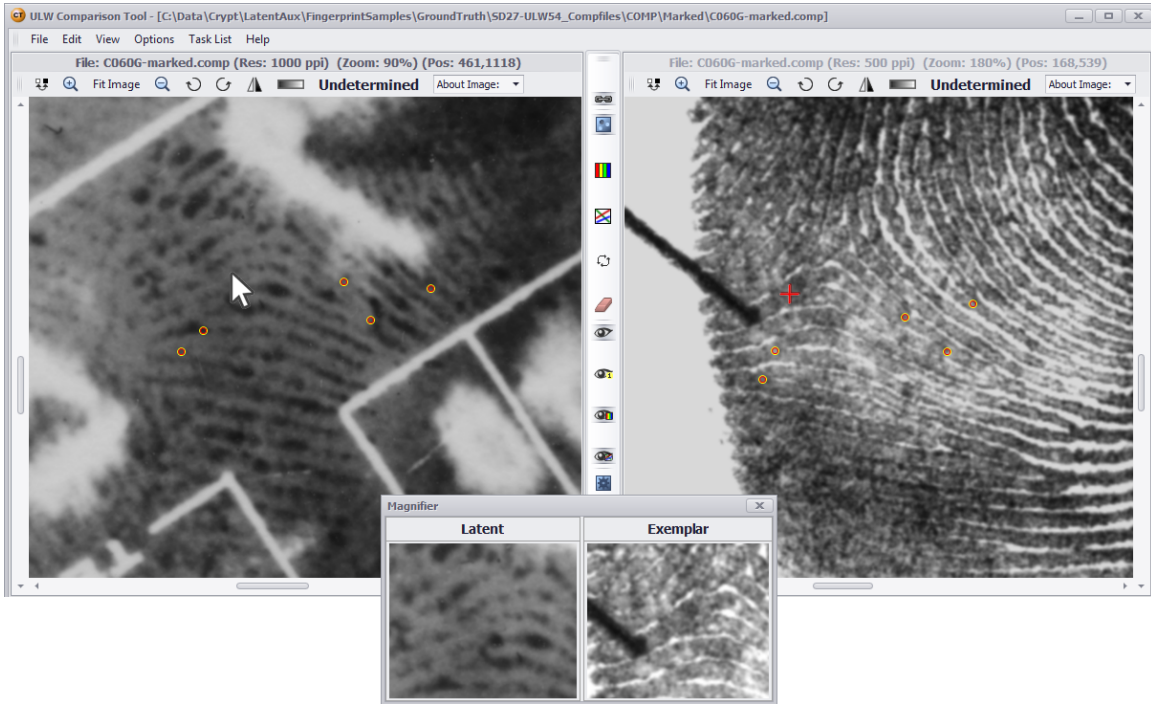 CT ULW Comparison Tool - [C:\Data\Crypt\LatentAux\FingerprintSamples\GroundTruth\SD27-ULW54_Compfiles\COMP\Marked\C060G-marked.comp]
File Edit View Options Task List Help
File: C060G-marked.comp (Res: 1000 ppi) (Zoom: 90%) (Pos: 461,1118)
Fit Image Undetermined About Image:
File: C060G-marked.comp (Res: 500 ppi) (Zoom: 180%) (Pos: 168,539)
Fit Image Undetermined About Image:
1
Magnifier
Latent Exemplar